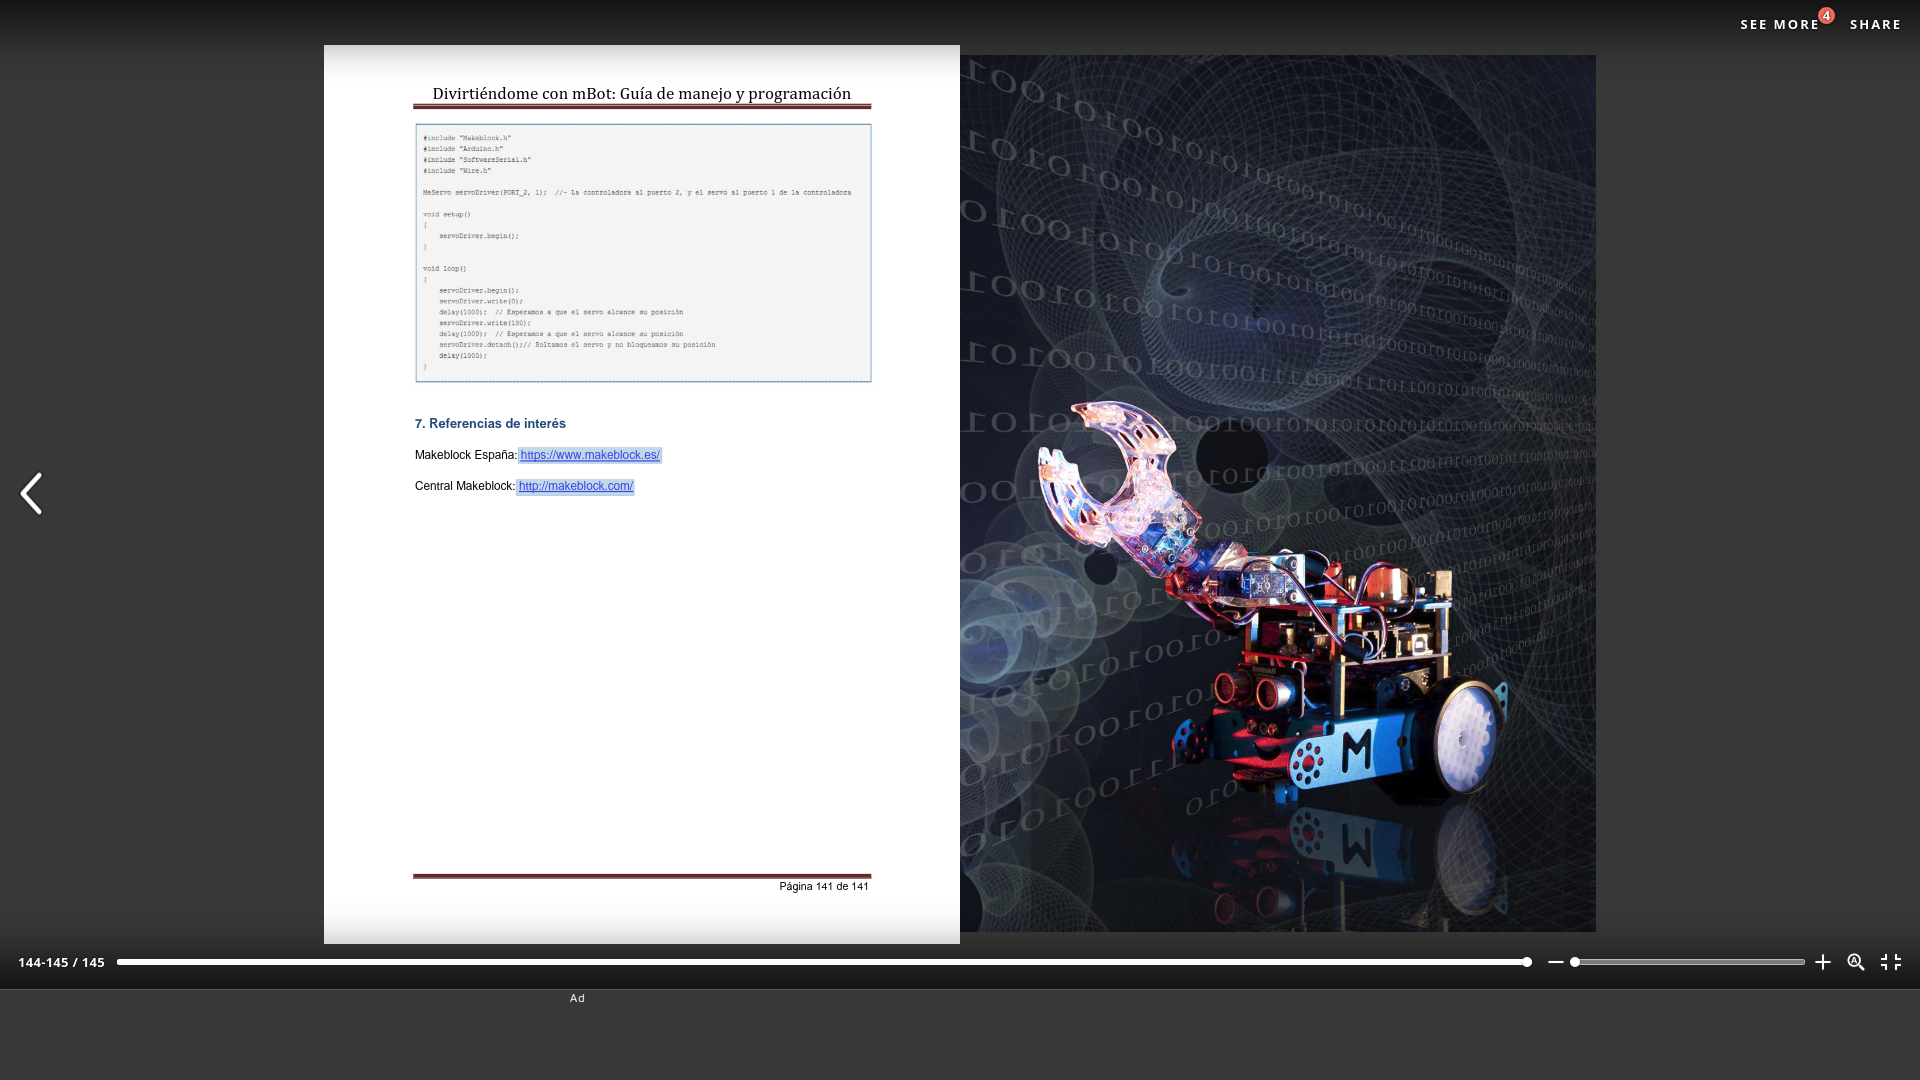 SEE MORE
4
SHARE
Divirtiéndome con mBot: Guía de manejo y programación
#include "Makeblock.h"
#include "Arduino.h"
#include "SoftwareSerial.h"
#include "Wire.h"
MeServo servoDriver(PORT_2, 1);  //- La controladora al puerto 2, y el servo al puerto 1 de la controladora
void setup()
{
    servoDriver.begin();
}
void loop()
{
    servoDriver.begin();
    servoDriver.write(0);
    delay(1000);  // Esperamos a que el servo alcance su posición
    servoDriver.write(180);
    delay(1000);  // Esperamos a que el servo alcance su posición
    servoDriver.detach();// Soltamos el servo y no bloqueamos su posición
    delay(1000);
}
7. Referencias de interés
Makeblock España: https://www.makeblock.es/
Central Makeblock: http://makeblock.com/
Página 141 de 141
M
144-145 / 145
Ad